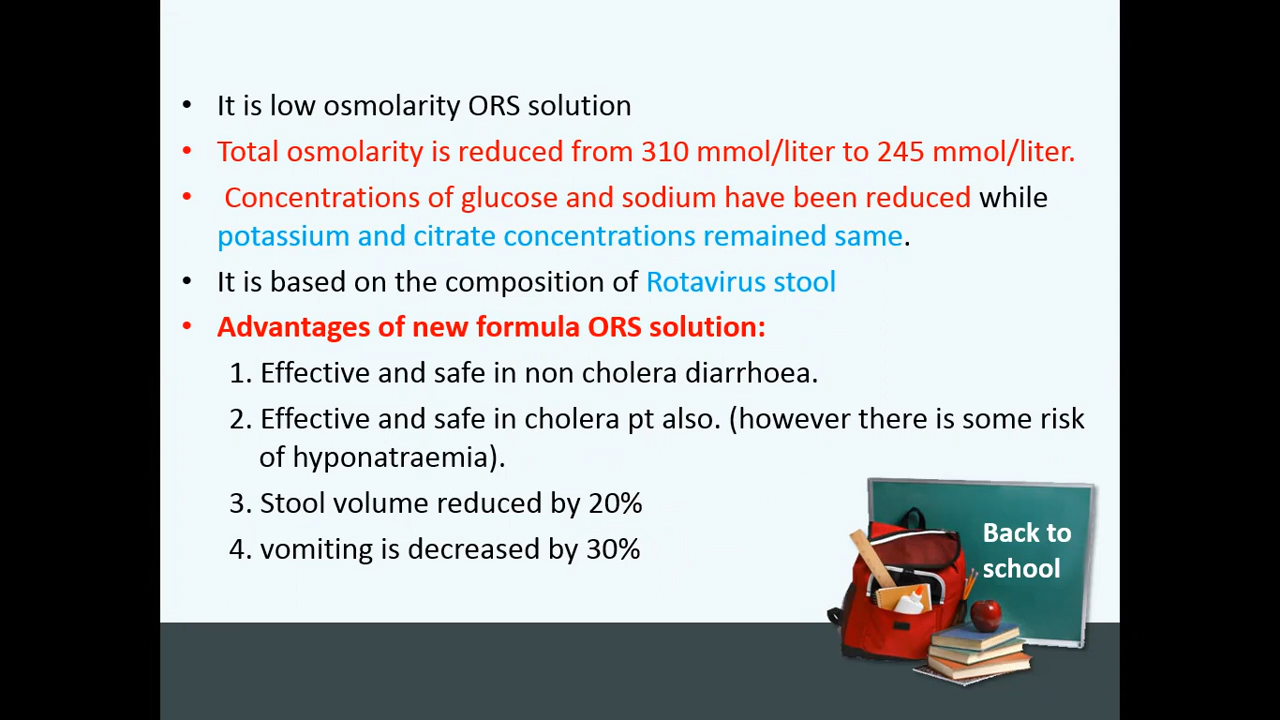 • It is low osmolarity ORS solution
• Total osmolarity is reduced from 310 mmol/liter to 245 mmol/liter.
• Concentrations of glucose and sodium have been reduced while
potassium and citrate concentrations remained same.
• It is based on the composition of Rotavirus stool
• Advantages of new formula ORS solution:
1. Effective and safe in non cholera diarrhoea.
2. Effective and safe in cholera pt also. (however there is some risk
of hyponatraemia).
3. Stool volume reduced by 20%
4. vomiting is decreased by 30%
Back to
school